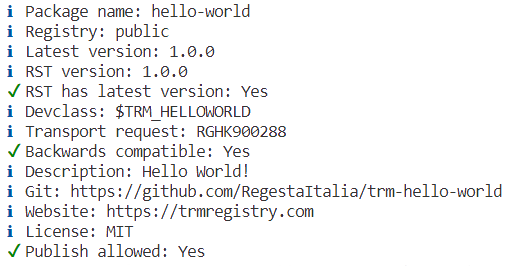 ℹ Package name: hello-world
ℹ Registry: public
ℹ Latest version: 1.0.0
ℹ RST version: 1.0.0
✔ RST has latest version: Yes
ℹ Devclass: $TRM_HELLOWORLD
ℹ Transport request: RGHK900288
✔ Backwards compatible: Yes
ℹ Description: Hello World!
ℹ Git: https://github.com/RegestaItalia/trm-hello-world
ℹ Website: https://trmregistry.com
ℹ License: MIT
✔ Publish allowed: Yes